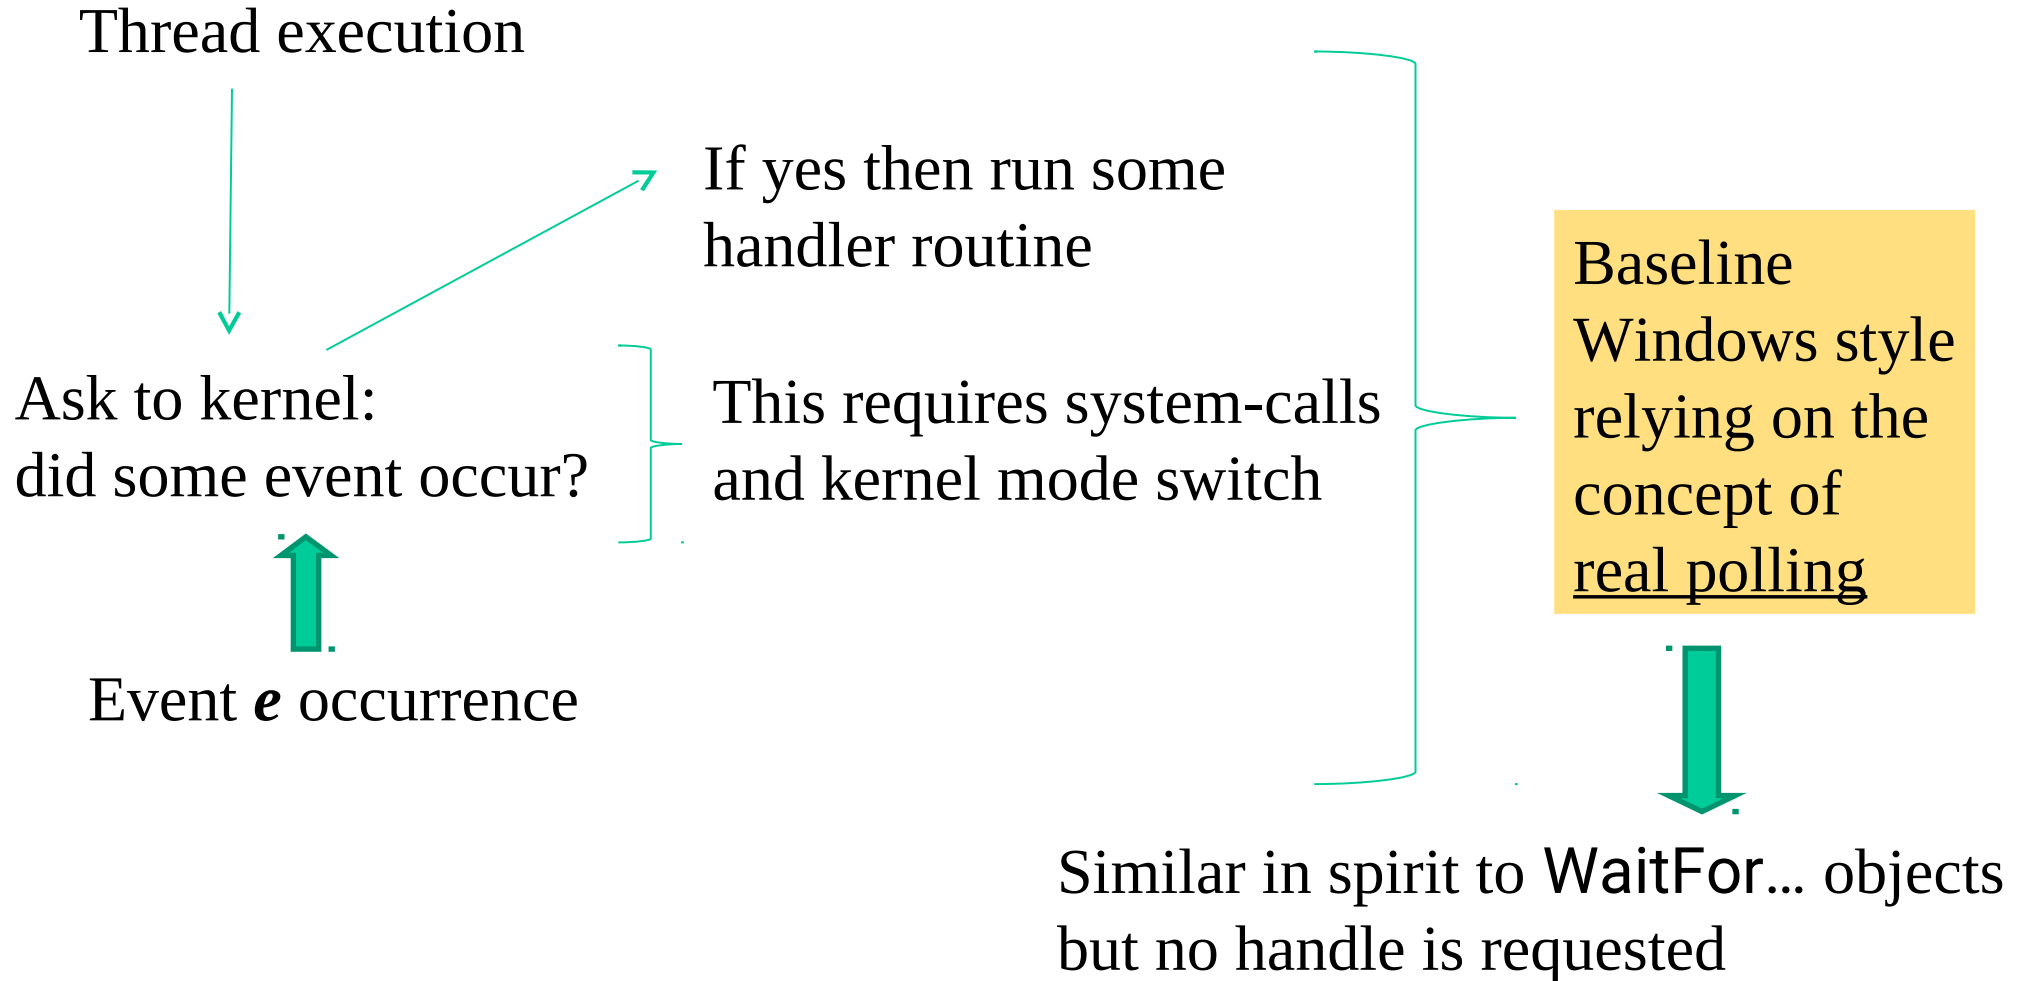 Thread execution
If yes then run some
handler routine
Ask to kernel:
did some event occur?
This requires system-calls
and kernel mode switch
Event e occurrence
Baseline
Windows style
relying on the
concept of
real polling
Similar in spirit to WaitFor… objects
but no handle is requested